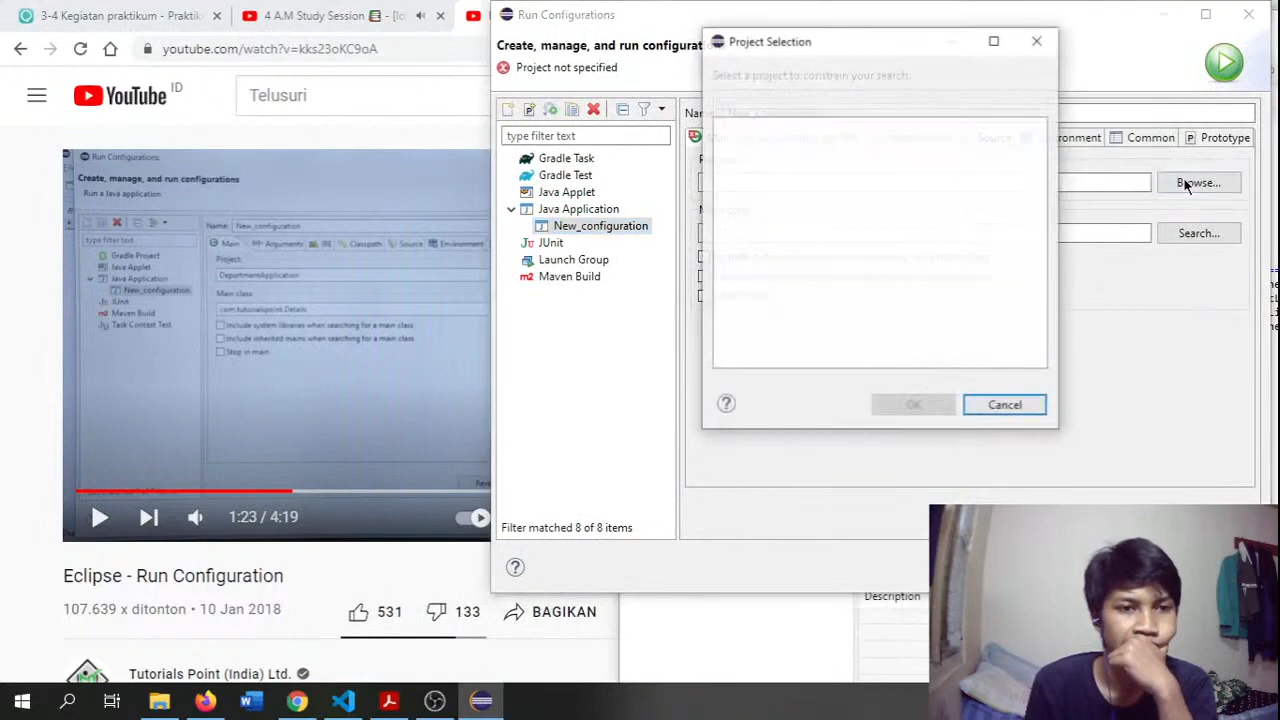 3-4 Kegiatan praktikum - Praktik
4 A.M Study Session
- [lo
youtube.com/watch?v=kks23oKC9oA
YouTube
ID
Telusuri
Run Configurations:
Create, manage, and run configurations
Run a Java application
Name: New_configuration
type filter text
Main
Arguments
Classpath
Source
Environment
Gradle Project
Java Applet
Java Application
New_configuration
JUnit
Maven Build
Task Context Test
Project:
DepartmentApplication
Main class:
com.tutorialspoint.Details
Include system libraries when searching for a main class
Include inherited mains when searching for a main class
Stop in main
1:23 / 4:19
Eclipse - Run Configuration
107.639 x ditonton • 10 Jan 2018
531
133
BAGIKAN
Tutorials Point (India) Ltd.
Run Configurations
Create, manage, and run configurati
Project not specified
type filter text
Gradle Task
Gradle Test
Java Applet
Java Application
New_configuration
JUnit
Launch Group
m2 Maven Build
Filter matched 8 of 8 items
Nam
Source
ironment
Common
Prototype
Browse...
Search...
Project Selection
Select a project to constrain your search:
OK
Cancel
Description